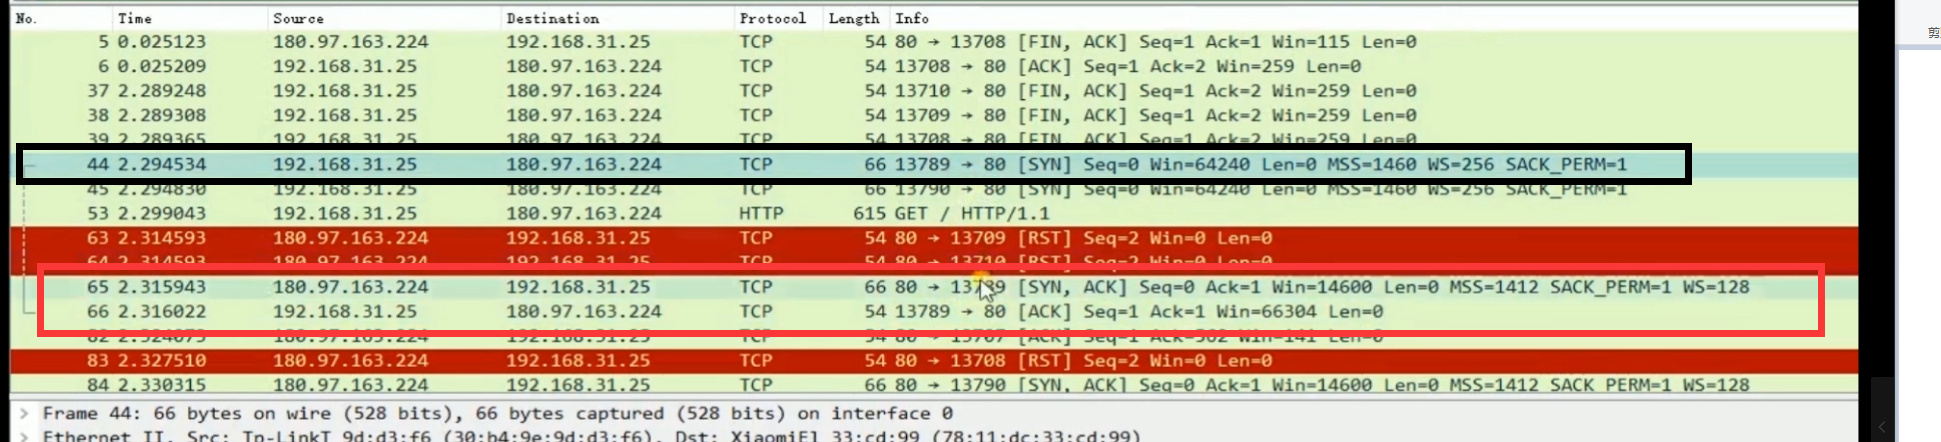 No. Time Source Destination Protocol Length Info
5 0.025123 180.97.163.224 192.168.31.25 TCP 54 80 → 13708 [FIN, ACK] Seq=1 Ack=1 Win=115 Len=0
6 0.025209 192.168.31.25 180.97.163.224 TCP 54 13708 → 80 [ACK] Seq=1 Ack=2 Win=259 Len=0
37 2.289248 192.168.31.25 180.97.163.224 TCP 54 13710 → 80 [FIN, ACK] Seq=1 Ack=2 Win=259 Len=0
38 2.289308 192.168.31.25 180.97.163.224 TCP 54 13709 → 80 [FIN, ACK] Seq=1 Ack=2 Win=259 Len=0
39 2.289365 192.168.31.25 180.97.163.224 TCP 54 13708 → 80 [FIN, ACK] Seq=1 Ack=2 Win=259 Len=0
44 2.294534 192.168.31.25 180.97.163.224 TCP 66 13789 → 80 [SYN] Seq=0 Win=64240 Len=0 MSS=1460 WS=256 SACK_PERM=1
45 2.294830 192.168.31.25 180.97.163.224 TCP 66 13790 → 80 [SYN] Seq=0 Win=64240 Len=0 MSS=1460 WS=256 SACK_PERM=1
53 2.299043 192.168.31.25 180.97.163.224 HTTP 615 GET / HTTP/1.1
63 2.314593 180.97.163.224 192.168.31.25 TCP 54 80 → 13709 [RST] Seq=2 Win=0 Len=0
64 2.314593 180.97.163.224 192.168.31.25 TCP 54 80 → 13710 [RST] Seq=2 Win=0 Len=0
65 2.315943 180.97.163.224 192.168.31.25 TCP 66 80 → 13789 [SYN, ACK] Seq=0 Ack=1 Win=14600 Len=0 MSS=1412 SACK_PERM=1 WS=128
66 2.316022 192.168.31.25 180.97.163.224 TCP 54 13789 → 80 [ACK] Seq=1 Ack=1 Win=66304 Len=0
82 180.97.163.224 192.168.31.25 TCP 54 80 → [ACK] Seq=1 Win=141 Len=0
83 2.327510 180.97.163.224 192.168.31.25 TCP 54 80 → 13708 [RST] Seq=2 Win=0 Len=0
84 2.330315 180.97.163.224 192.168.31.25 TCP 66 80 → 13790 [SYN, ACK] Seq=0 Ack=1 Win=14600 Len=0 MSS=1412 SACK_PERM=1 WS=128
Frame 44: 66 bytes on wire (528 bits), 66 bytes captured (528 bits) on interface 0
Ethernet II, Src: Tp-LinkT_9d:d3:f6 (30:b4:9e:9d:d3:f6), Dst: XiaomiEl_33:cd:99 (78:11:dc:33:cd:99)